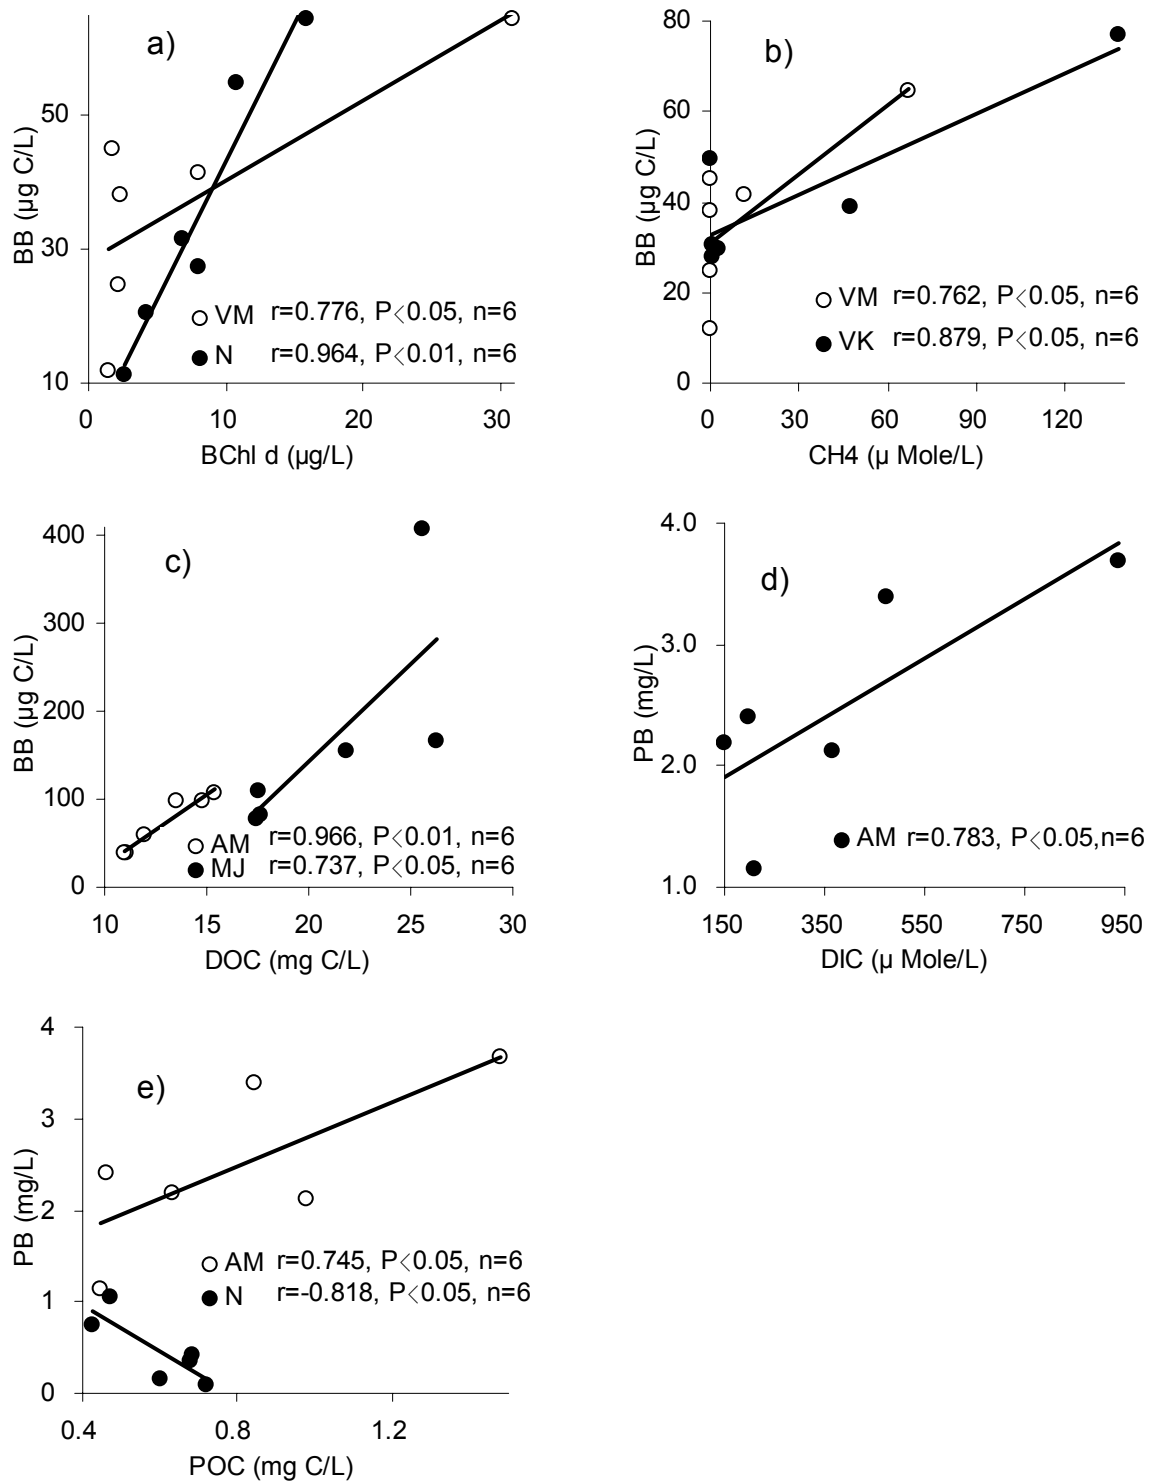 a)
BB (µg C/L)
50
30
10
VM r=0.776, P<0.05, n=6
N r=0.964, P<0.01, n=6
0 10 20 30
BChl d (µg/L)
b)
BB (µg C/L)
80
60
40
20
0
VM r=0.762, P<0.05, n=6
VK r=0.879, P<0.05, n=6
0 30 60 90 120
CH4 (µ Mole/L)
c)
BB (µg C/L)
400
300
200
100
0
AM r=0.966, P<0.01, n=6
MJ r=0.737, P<0.05, n=6
10 15 20 25 30
DOC (mg C/L)
d)
PB (mg/L)
4.0
3.0
2.0
1.0
AM r=0.783, P<0.05,n=6
150 350 550 750 950
DIC (µ Mole/L)
e)
PB (mg/L)
4
3
2
1
0
AM r=0.745, P<0.05, n=6
N r=-0.818, P<0.05, n=6
0.4 0.8 1.2
POC (mg C/L)